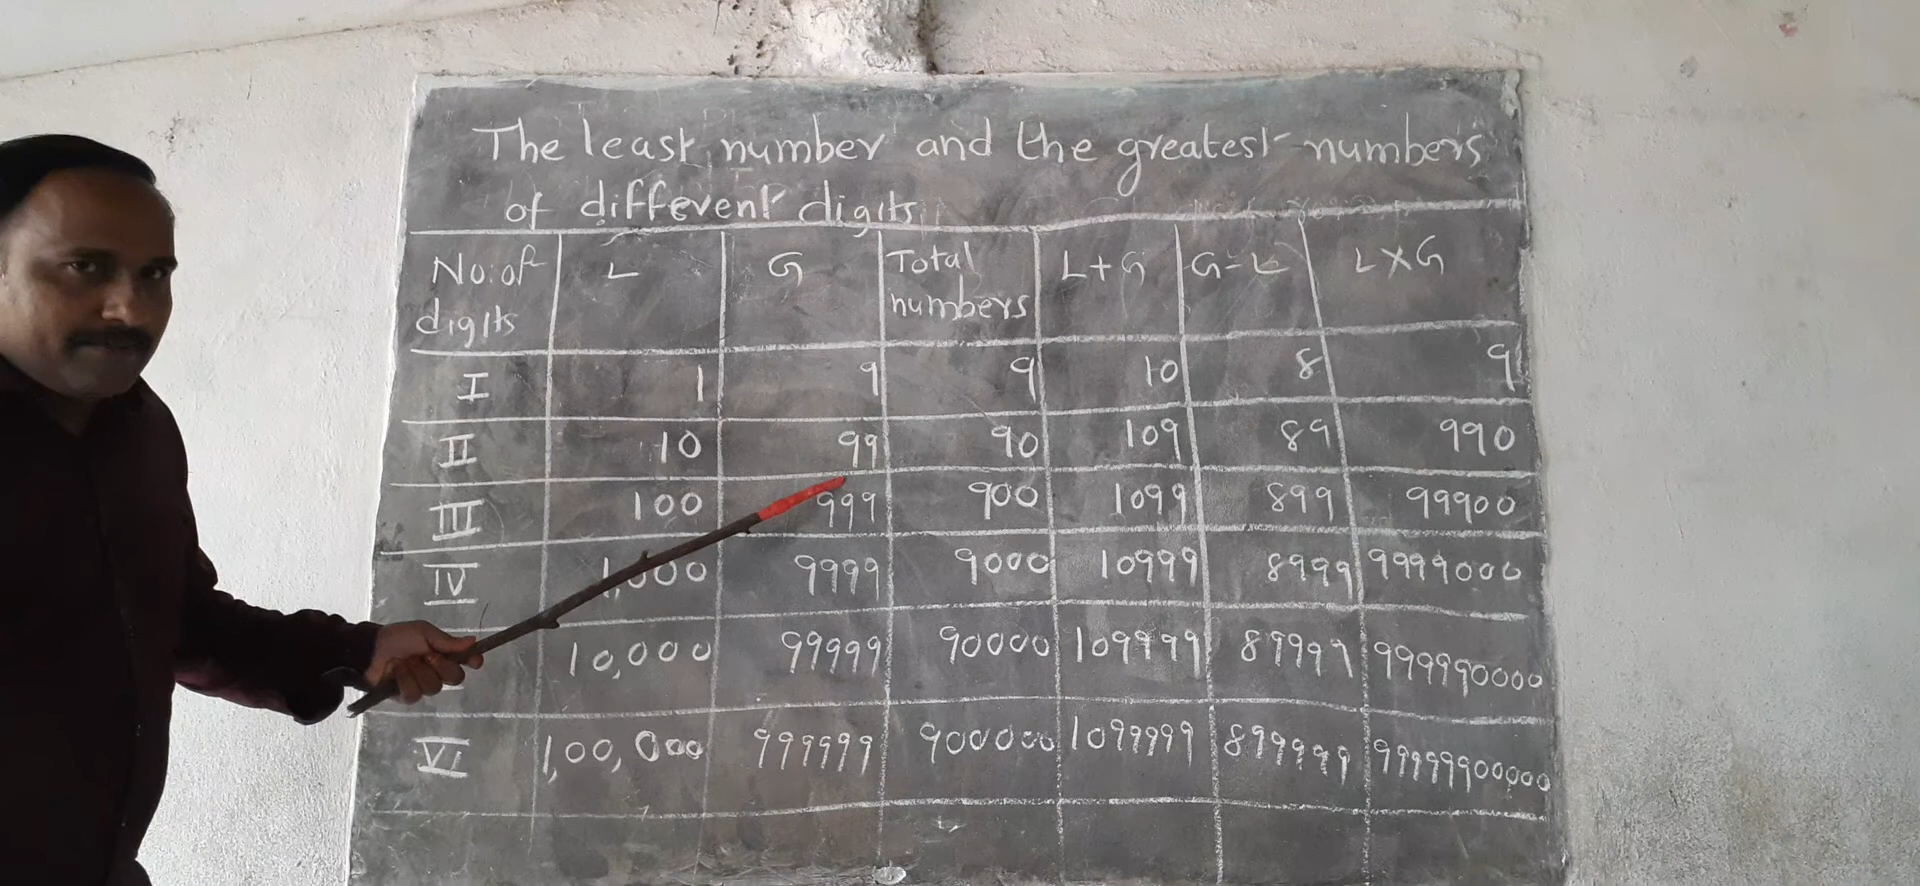 The least number and the greatest numbers
of different digits
No: of digits L G Total numbers L+G G-L L×G
I 1 9 9 10 8 9
II 10 99 90 109 89 990
III 100 999 900 1099 899 99900
IV 1,000 9999 9000 10999 8999 9999000
10,000 99999 90000 109999 89999 999990000
VI 1,00,000 999999 900000 1099999 899999 99999900000